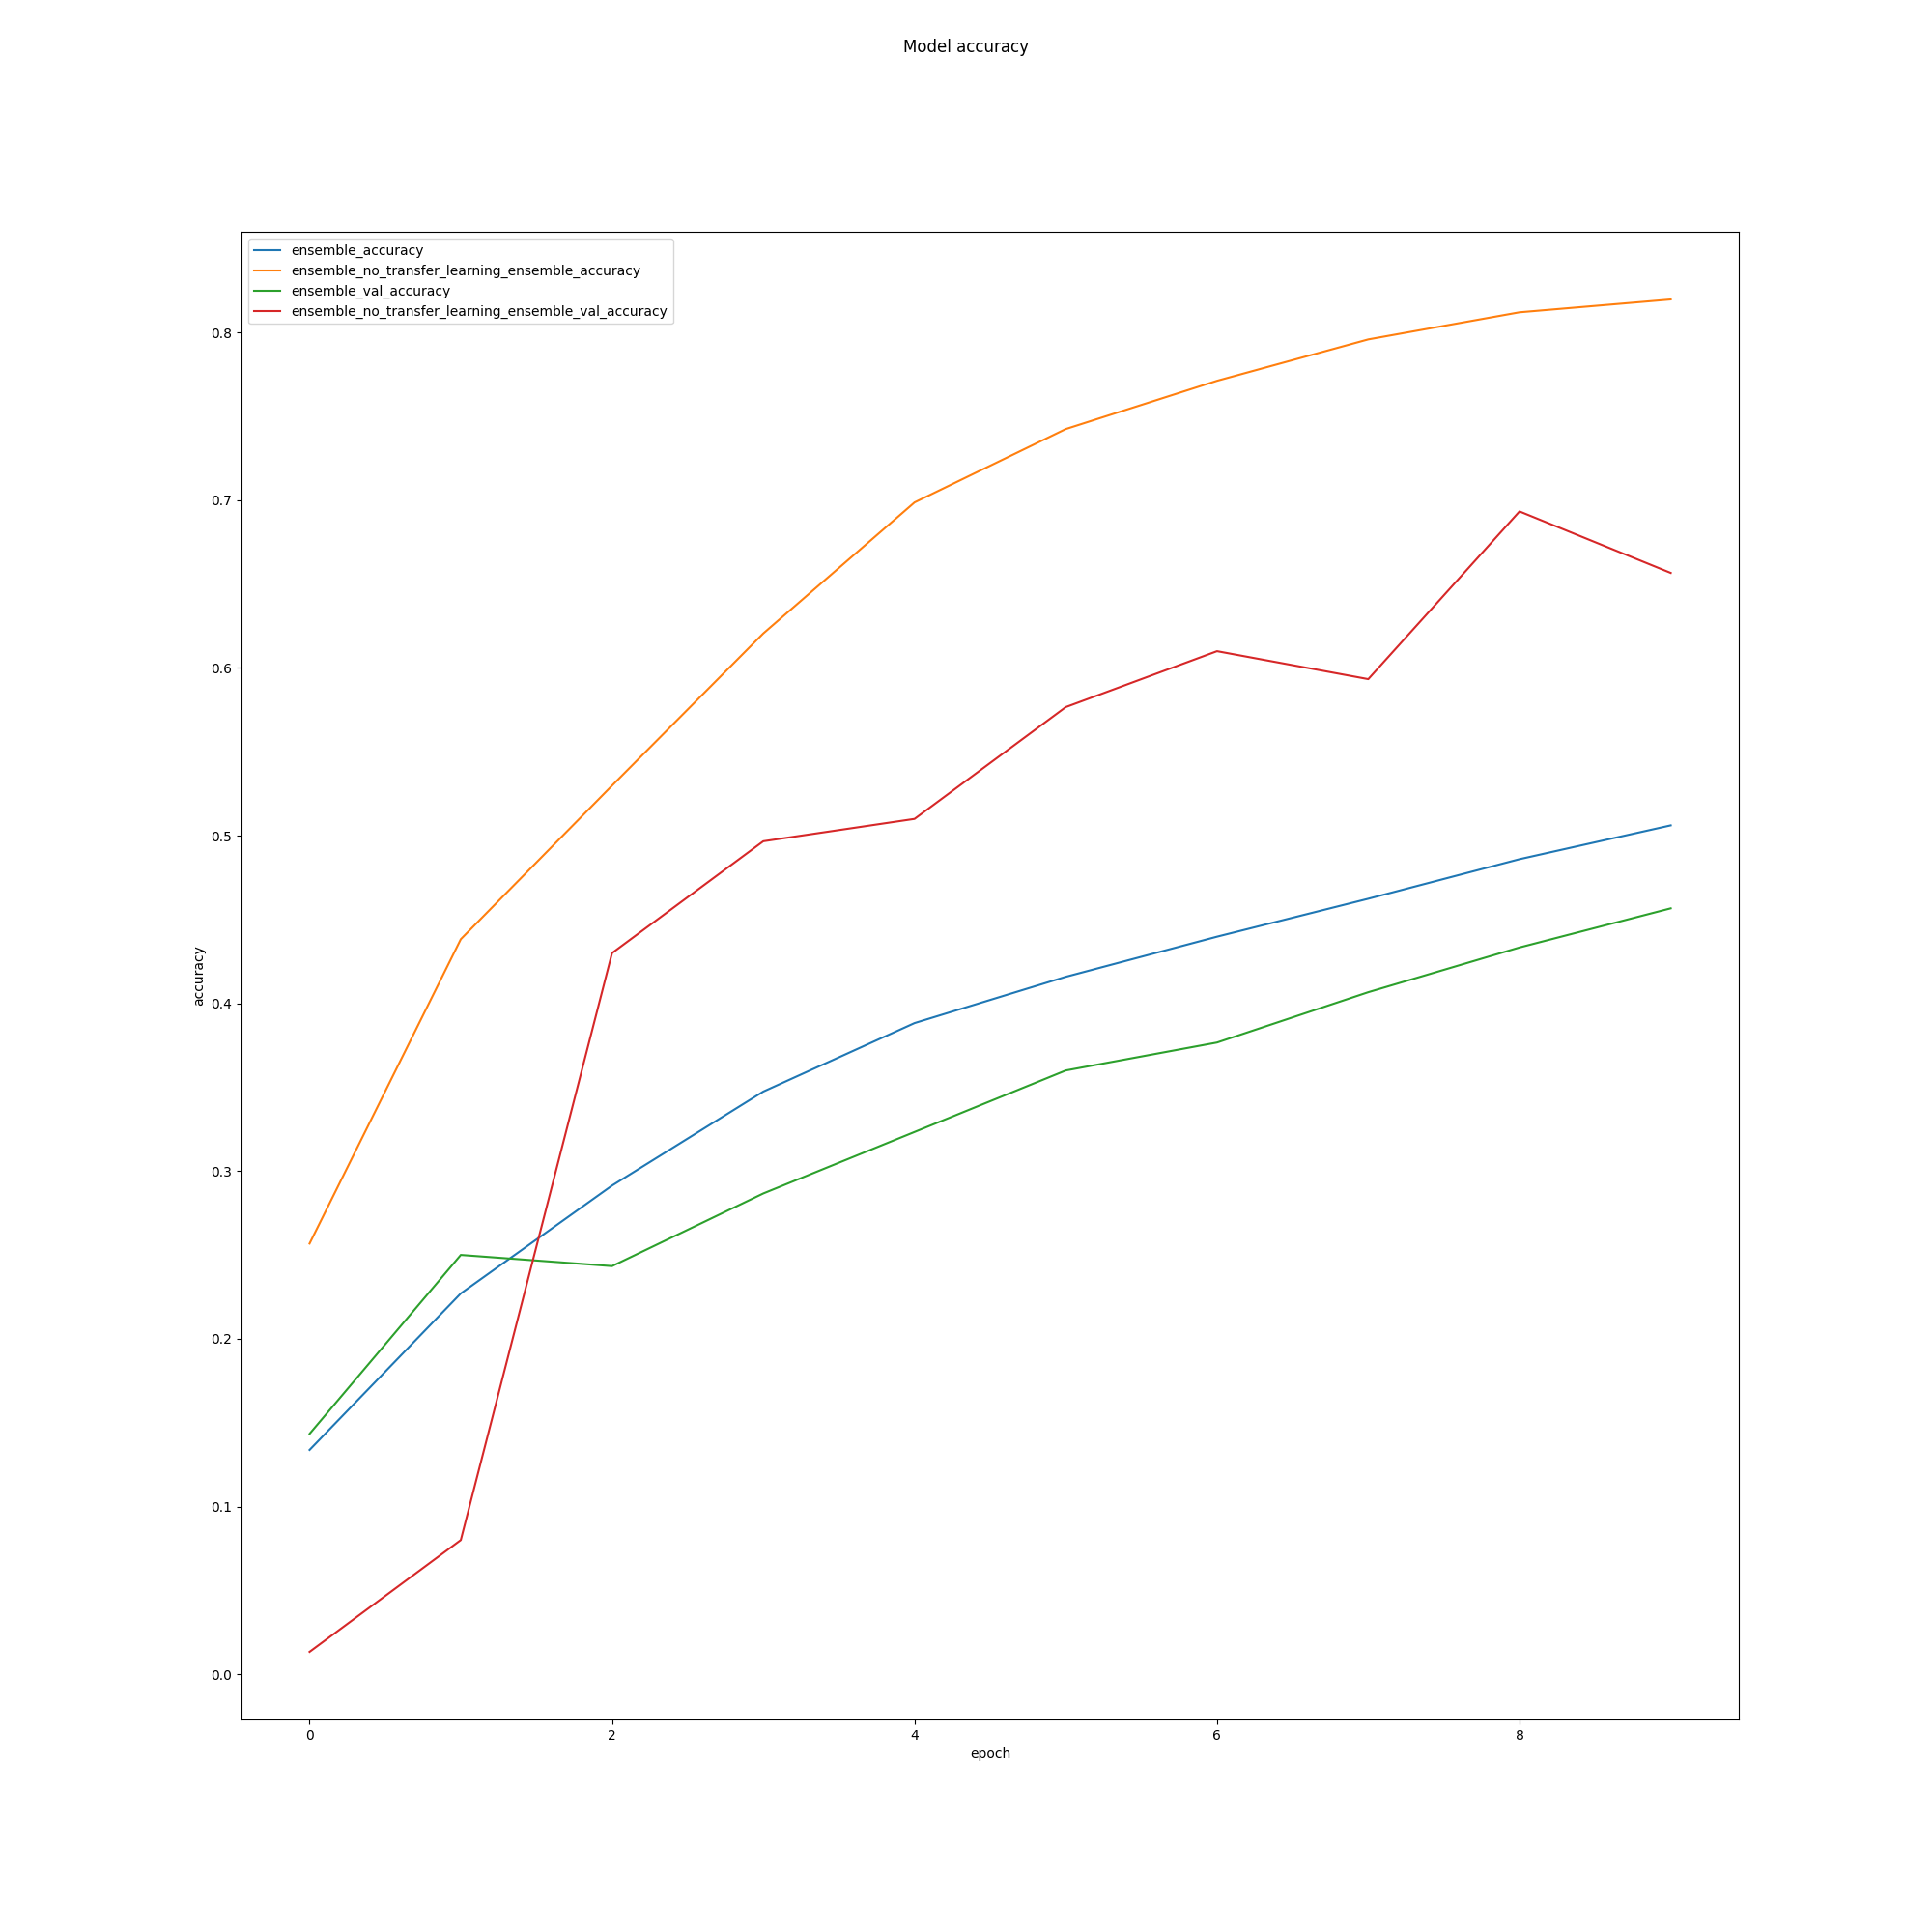 Model accuracy
ensemble_accuracy
ensemble_no_transfer_learning_ensemble_accuracy
ensemble_val_accuracy
ensemble_no_transfer_learning_ensemble_val_accuracy
0.8
0.7
0.6
0.5
0.4
0.3
0.2
0.1
0.0
accuracy
0 2 4 6 8
epoch